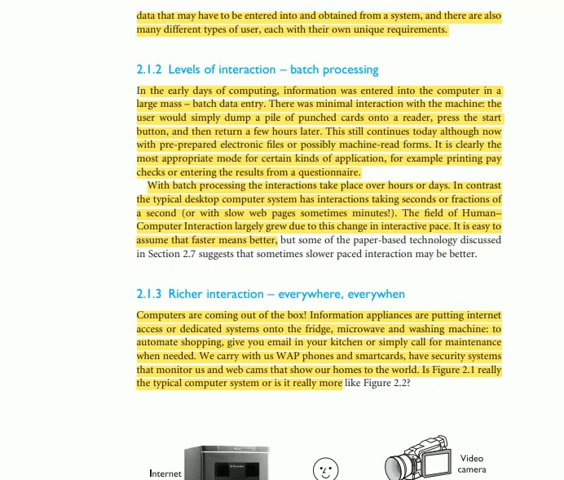 data that may have to be entered into and obtained from a system, and there are also
many different types of user, each with their own unique requirements.
2.1.2 Levels of interaction – batch processing
In the early days of computing, information was entered into the computer in a
large mass – batch data entry. There was minimal interaction with the machine: the
user would simply dump a pile of punched cards onto a reader, press the start
button, and then return a few hours later. This still continues today although now
with pre-prepared electronic files or possibly machine-read forms. It is clearly the
most appropriate mode for certain kinds of application, for example printing pay
checks or entering the results from a questionnaire.
With batch processing the interactions take place over hours or days. In contrast
the typical desktop computer system has interactions taking seconds or fractions of
a second (or with slow web pages sometimes minutes!). The field of Human–
Computer Interaction largely grew due to this change in interactive pace. It is easy to
assume that faster means better, but some of the paper-based technology discussed
in Section 2.7 suggests that sometimes slower paced interaction may be better.
2.1.3 Richer interaction – everywhere, everywhen
Computers are coming out of the box! Information appliances are putting internet
access or dedicated systems onto the fridge, microwave and washing machine: to
automate shopping, give you email in your kitchen or simply call for maintenance
when needed. We carry with us WAP phones and smartcards, have security systems
that monitor us and web cams that show our homes to the world. Is Figure 2.1 really
the typical computer system or is it really more like Figure 2.2?
Internet
Video
camera